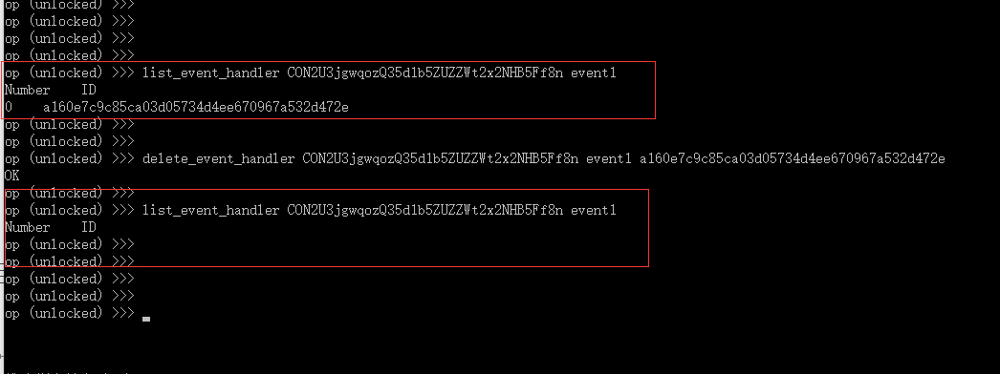 op (unlocked) >>>
op (unlocked) >>>
op (unlocked) >>>
op (unlocked) >>>
op (unlocked) >>> list_event_handler CON2U3jgwqozQ35d1b5ZUZZWt2x2NHB5Ff8n event1
Number ID
0 a160e7c9c85ca03d05734d4ee670967a532d472e
op (unlocked) >>>
op (unlocked) >>>
op (unlocked) >>> delete_event_handler CON2U3jgwqozQ35d1b5ZUZZWt2x2NHB5Ff8n event1 a160e7c9c85ca03d05734d4ee670967a532d472e
OK
op (unlocked) >>>
op (unlocked) >>> list_event_handler CON2U3jgwqozQ35d1b5ZUZZWt2x2NHB5Ff8n event1
Number ID
op (unlocked) >>>
op (unlocked) >>>
op (unlocked) >>>
op (unlocked) >>>
op (unlocked) >>>